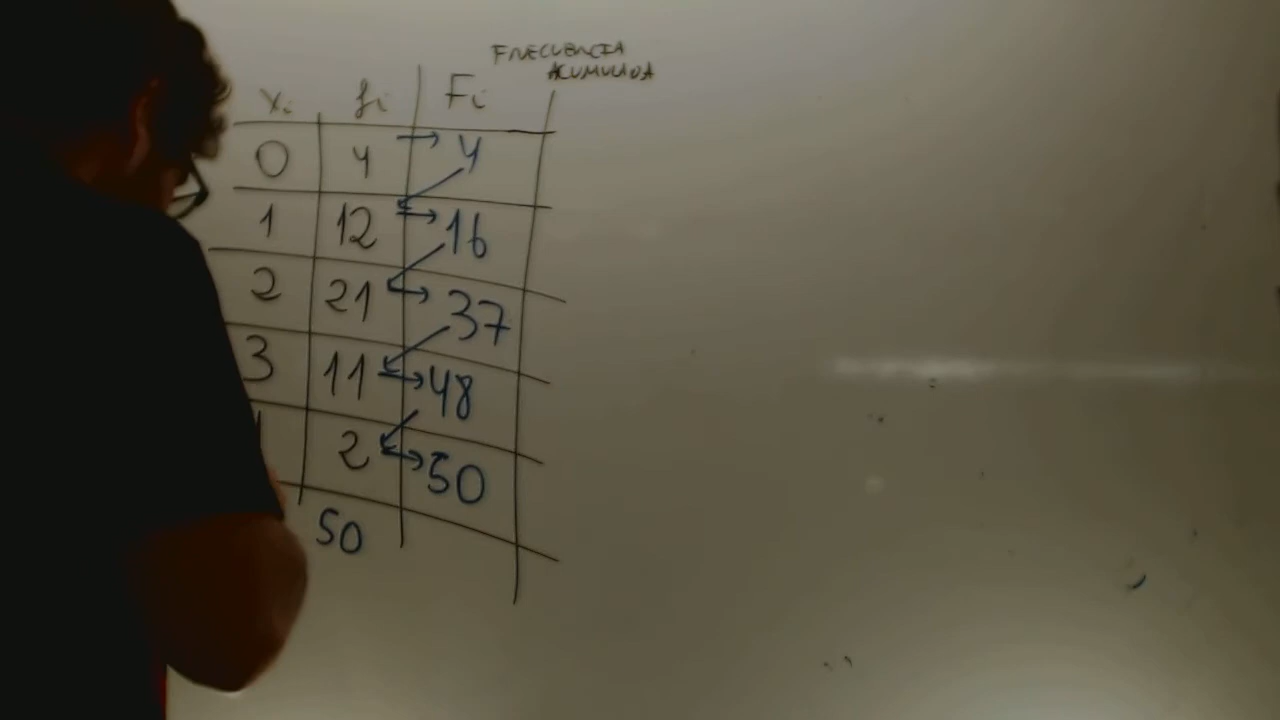 FRECUENCIA
ACUMULADA
xi fi Fi
0 4 4
1 12 16
2 21 37
3 11 48
2 50
50